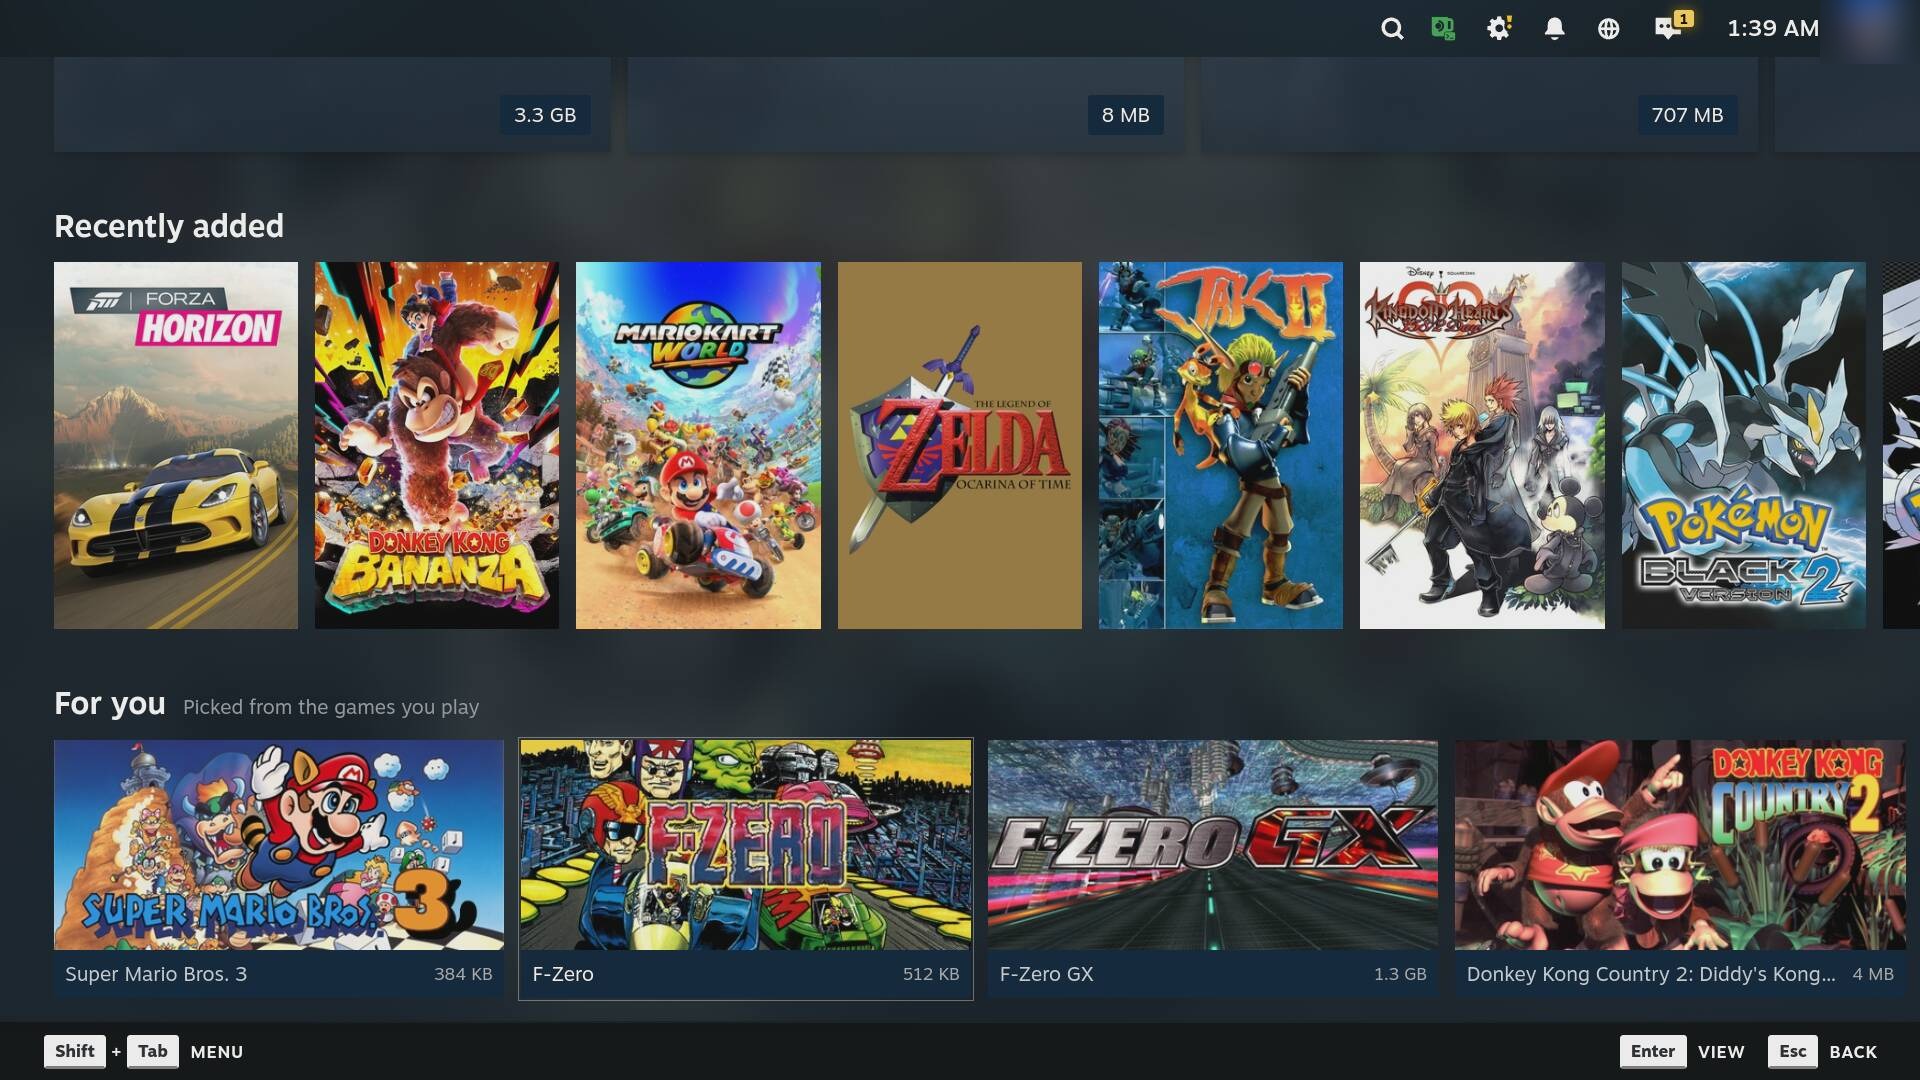 1
1:39 AM
3.3 GB
8 MB
707 MB
Recently added
FORZA
HORIZON
DONKEY KONG
BANANZA
MARIOKART
WORLD
THE LEGEND OF
ZELDA
OCARINA OF TIME
JAK II
Disney
SQUARE ENIX
KINGDOM HEARTS
POKéMON
BLACK 2
VERSION
For you Picked from the games you play
SUPER MARIO BROS. 3
F-ZERO
F-ZERO GX
DONKEY KONG
COUNTRY 2
Super Mario Bros. 3 384 KB
F-Zero 512 KB
F-Zero GX 1.3 GB
Donkey Kong Country 2: Diddy's Kong... 4 MB
Shift + Tab MENU
Enter VIEW Esc BACK